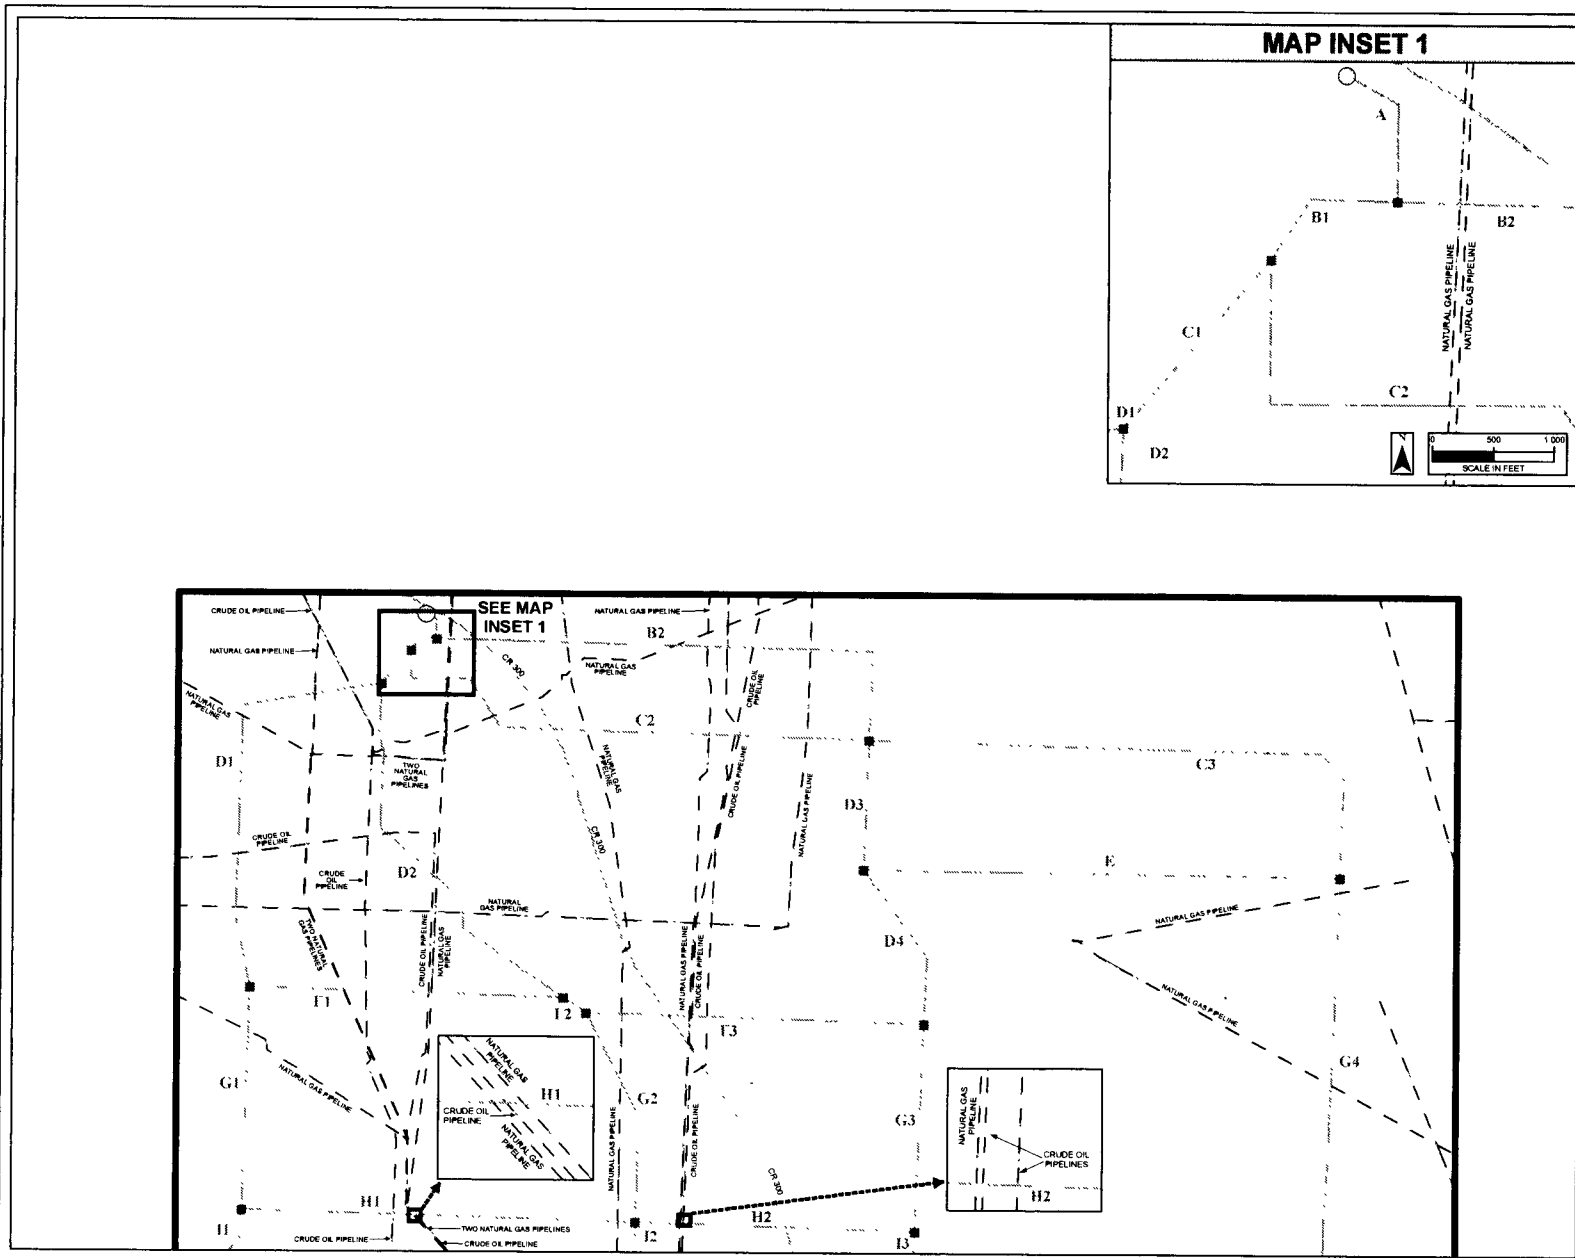 MAP INSET 1
A
B1
B2
NATURAL GAS PIPELINE
NATURAL GAS PIPELINE
C1
C2
D1
D2
N
0 500 1 000
SCALE IN FEET
CRUDE OIL PIPELINE
SEE MAP
INSET 1
NATURAL GAS PIPELINE
B2
NATURAL GAS PIPELINE
CR 300
NATURAL GAS
PIPELINE
CRUDE OIL
PIPELINE
NATURAL GAS
PIPELINE
C2
D1
TWO
NATURAL
GAS
PIPELINES
NATURAL GAS
PIPELINE
CRUDE OIL PIPELINE
C3
D3
NATURAL GAS PIPELINE
CRUDE OIL
PIPELINE
CR 300
D2
CRUDE
OIL
PIPELINE
E
NATURAL
GAS PIPELINE
NATURAL GAS PIPELINE
TWO NATURAL
GAS PIPELINES
CRUDE OIL PIPELINE
NATURAL GAS
PIPELINE
D4
NATURAL GAS PIPELINE
CRUDE OIL PIPELINE
F1
F2
F3
NATURAL GAS PIPELINE
G1
NATURAL GAS PIPELINE
NATURAL GAS
PIPELINE
H1
CRUDE OIL
PIPELINE
NATURAL GAS
PIPELINE
G2
G3
G4
NATURAL GAS PIPELINE
CRUDE OIL PIPELINE
NATURAL GAS
PIPELINE
CRUDE OIL
PIPELINES
H2
CR 300
H1
H2
I1
I2
I3
TWO NATURAL GAS PIPELINES
CRUDE OIL PIPELINE
CRUDE OIL PIPELINE